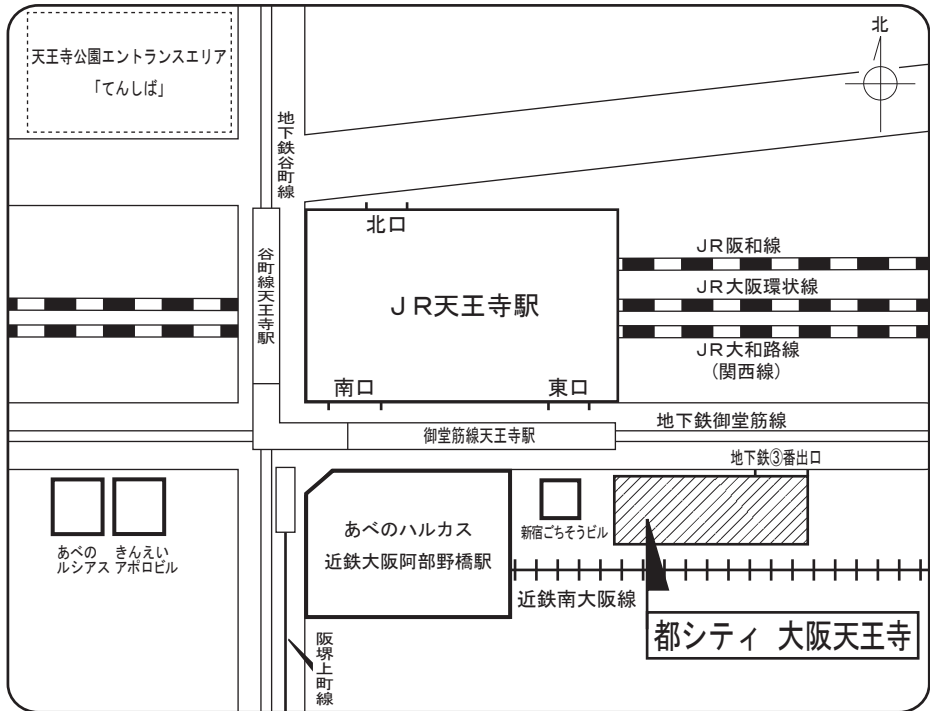 天王寺公園エントランスエリア
「てんしば」
北
地下鉄谷町線
谷町線天王寺駅
北口
JR天王寺駅
南口
東口
JR阪和線
JR大阪環状線
JR大和路線
(関西線)
地下鉄御堂筋線
御堂筋線天王寺駅
地下鉄③番出口
あべの
ルシアス
きんえい
アポロビル
あべのハルカス
近鉄大阪阿部野橋駅
新宿ごちそうビル
近鉄南大阪線
都シティ 大阪天王寺
阪堺上町線